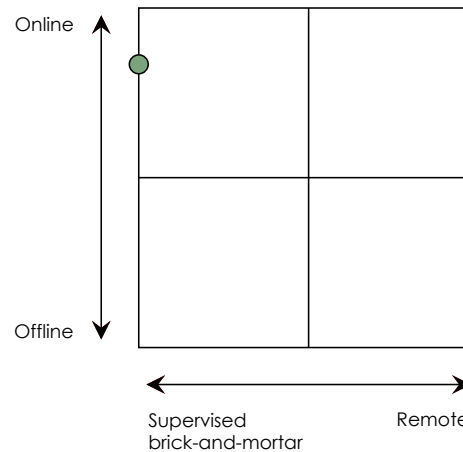 Online
Offline
Supervised
brick-and-mortar
Remote